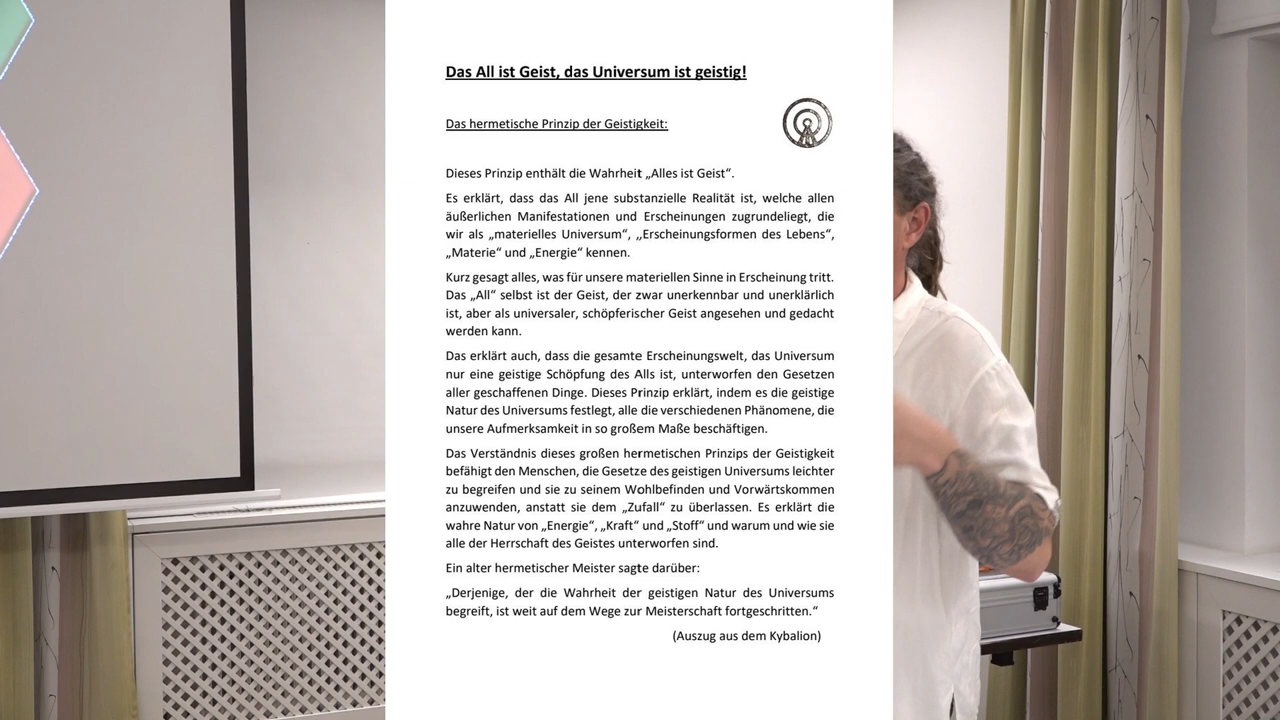 Das All ist Geist, das Universum ist geistig!
Das hermetische Prinzip der Geistigkeit:
Dieses Prinzip enthält die Wahrheit „Alles ist Geist“.
Es erklärt, dass das All jene substanzielle Realität ist, welche allen
äußerlichen Manifestationen und Erscheinungen zugrundeliegt, die
wir als „materielles Universum“, „Erscheinungsformen des Lebens“,
„Materie“ und „Energie“ kennen.
Kurz gesagt alles, was für unsere materiellen Sinne in Erscheinung tritt.
Das „All“ selbst ist der Geist, der zwar unerkennbar und unerklärlich
ist, aber als universaler, schöpferischer Geist angesehen und gedacht
werden kann.
Das erklärt auch, dass die gesamte Erscheinungswelt, das Universum
nur eine geistige Schöpfung des Alls ist, unterworfen den Gesetzen
aller geschaffenen Dinge. Dieses Prinzip erklärt, indem es die geistige
Natur des Universums festlegt, alle die verschiedenen Phänomene, die
unsere Aufmerksamkeit in so großem Maße beschäftigen.
Das Verständnis dieses großen hermetischen Prinzips der Geistigkeit
befähigt den Menschen, die Gesetze des geistigen Universums leichter
zu begreifen und sie zu seinem Wohlbefinden und Vorwärtskommen
anzuwenden, anstatt sie dem „Zufall“ zu überlassen. Es erklärt die
wahre Natur von „Energie“, „Kraft“ und „Stoff“ und warum und wie sie
alle der Herrschaft des Geistes unterworfen sind.
Ein alter hermetischer Meister sagte darüber:
„Derjenige, der die Wahrheit der geistigen Natur des Universums
begreift, ist weit auf dem Wege zur Meisterschaft fortgeschritten.“
(Auszug aus dem Kybalion)